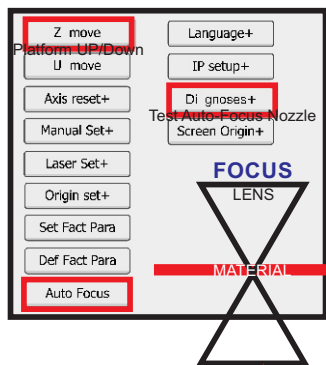 Z move
Platform UP/Down
U move
Axis reset+
Manual Set+
Laser Set+
Origin set+
Set Fact Para
Def Fact Para
Auto Focus
Language+
IP setup+
Di gnoses+
Test Auto-Focus Nozzle
Screen Origin+
FOCUS
LENS
MATERIAL